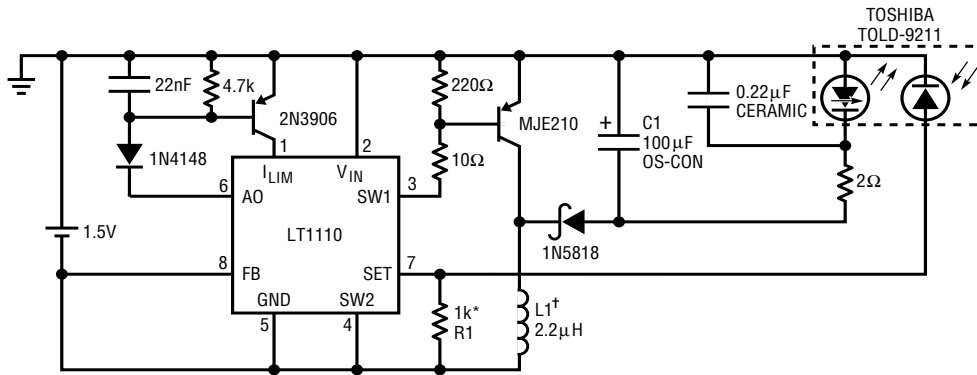 TOSHIBA
TOLD-9211
22nF
4.7k
2N3906
220Ω
MJE210
+
C1
100µF
OS-CON
0.22µF
CERAMIC
1N4148
1
2
10Ω
2Ω
I_LIM
V_IN
6
AO
SW1
3
1.5V
LT1110
1N5818
8
FB
SET
7
GND
SW2
5
4
1k*
R1
L1†
2.2µH